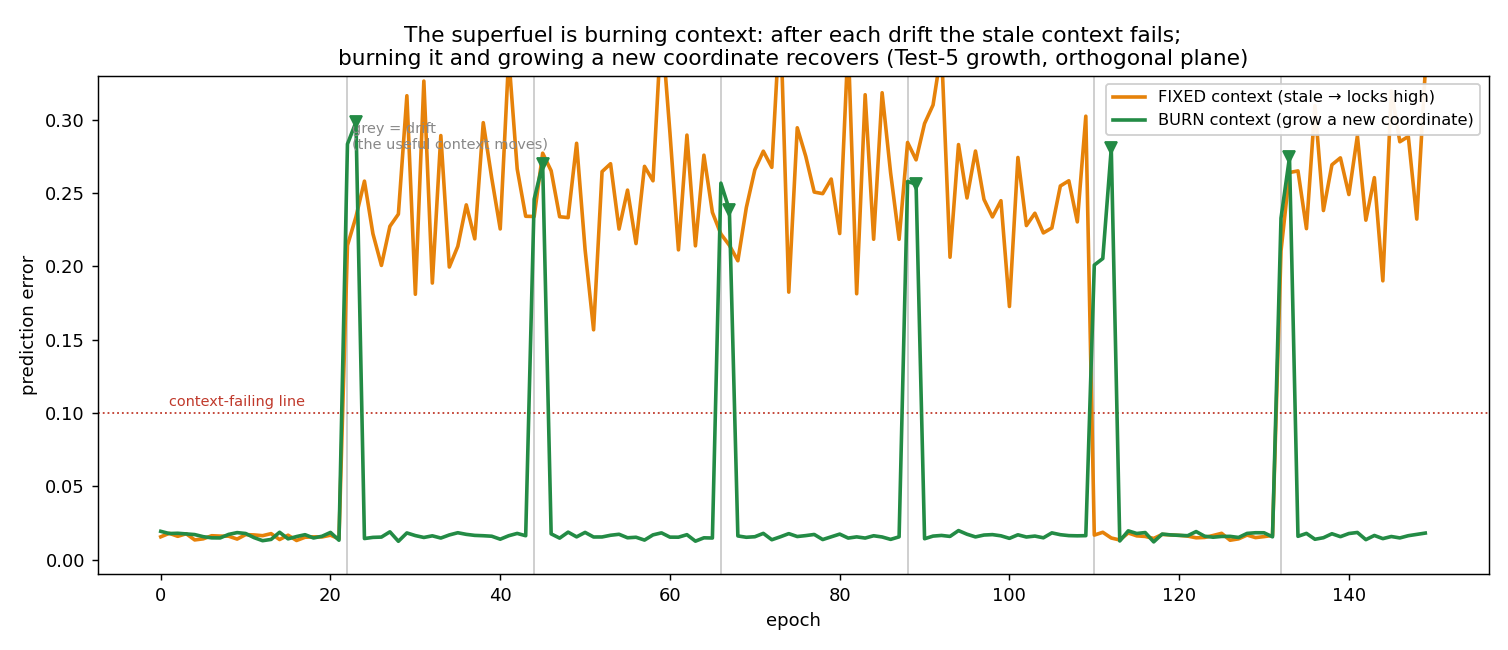 The superfuel is burning context: after each drift the stale context fails;
burning it and growing a new coordinate recovers (Test-5 growth, orthogonal plane)
FIXED context (stale → locks high)
BURN context (grow a new coordinate)
grey = drift
(the useful context moves)
context-failing line
prediction error
0.30
0.25
0.20
0.15
0.10
0.05
0.00
0 20 40 60 80 100 120 140
epoch